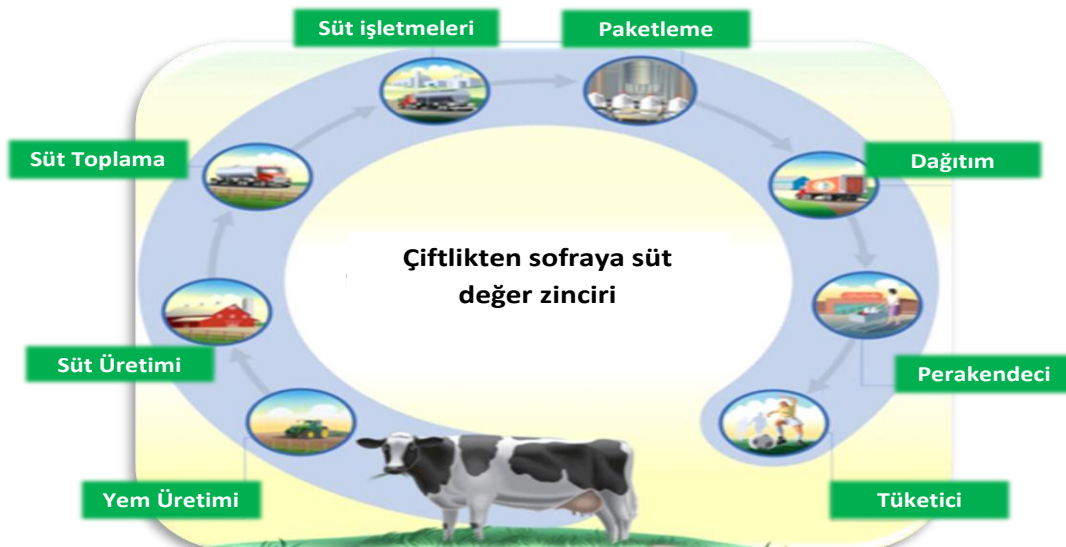 Süt işletmeleri
Paketleme
Süt Toplama
Dağıtım
Çiftlikten sofraya süt
değer zinciri
Süt Üretimi
Perakendeci
Yem Üretimi
Tüketici